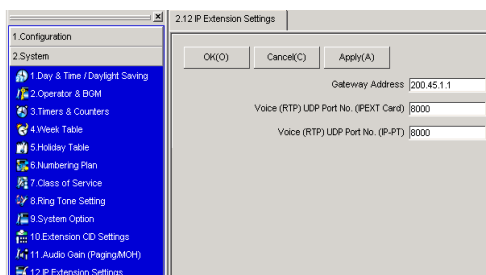 2.12 IP Extension Settings
1.Configuration
2.System
1.Day & Time / Daylight Saving
2.Operator & BGM
3.Timers & Counters
4.Week Table
5.Holiday Table
6.Numbering Plan
7.Class of Service
8.Ring Tone Setting
9.System Option
10.Extension CID Settings
11.Audio Gain (Paging/MOH)
12.IP Extension Settings
OK(O) Cancel(C) Apply(A)
Gateway Address 200.45.1.1
Voice (RTP) UDP Port No. (IPEXT Card) 8000
Voice (RTP) UDP Port No. (IP-PT) 8000